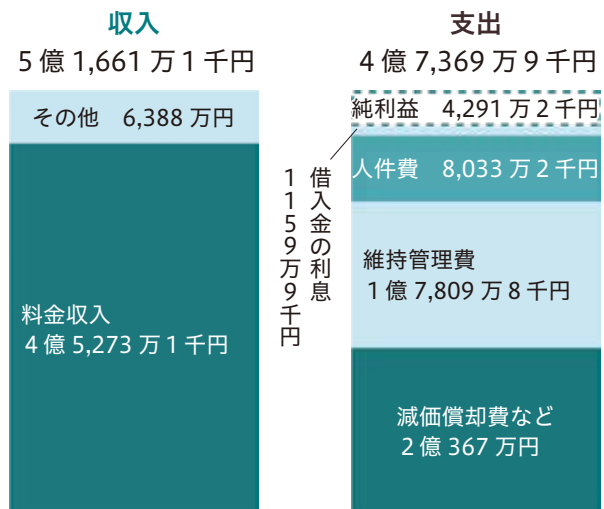 収入
5億1,661万1千円
その他 6,388万円
料金収入
4億5,273万1千円
支出
4億7,369万9千円
純利益 4,291万2千円
借入金の利息
1159万9千円
人件費 8,033万2千円
維持管理費
1億7,809万8千円
減価償却費など
2億367万円